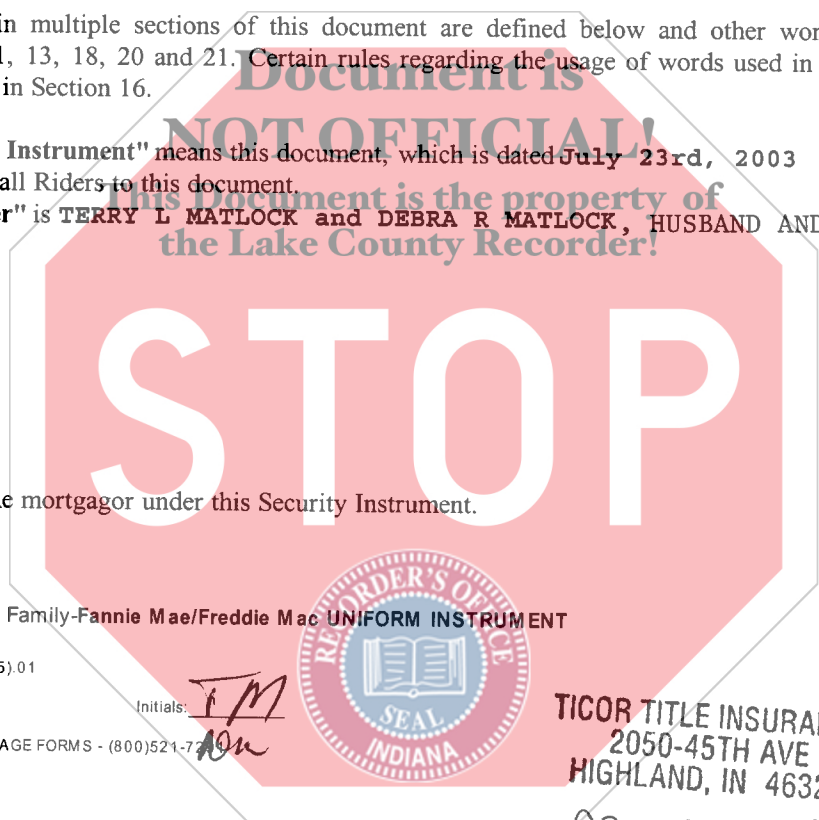 in multiple sections of this document are defined below and other wor
1, 13, 18, 20 and 21. Certain rules regarding the usage of words used in
in Section 16.
Document is
NOT OFFICIAL!
This Document is the property of
the Lake County Recorder!
Instrument" means this document, which is dated July 23rd, 2003
all Riders to this document.
r" is TERRY L MATLOCK and DEBRA R MATLOCK, HUSBAND AND
STOP
e mortgagor under this Security Instrument.
Family-Fannie Mae/Freddie Mac UNIFORM INSTRUMENT
5).01
Initials: TM
DRM
AGE FORMS - (800)521-7291
RECORDER'S OFFICE
SEAL
INDIANA
TICOR TITLE INSURA
2050-45TH AVE
HIGHLAND, IN 4632